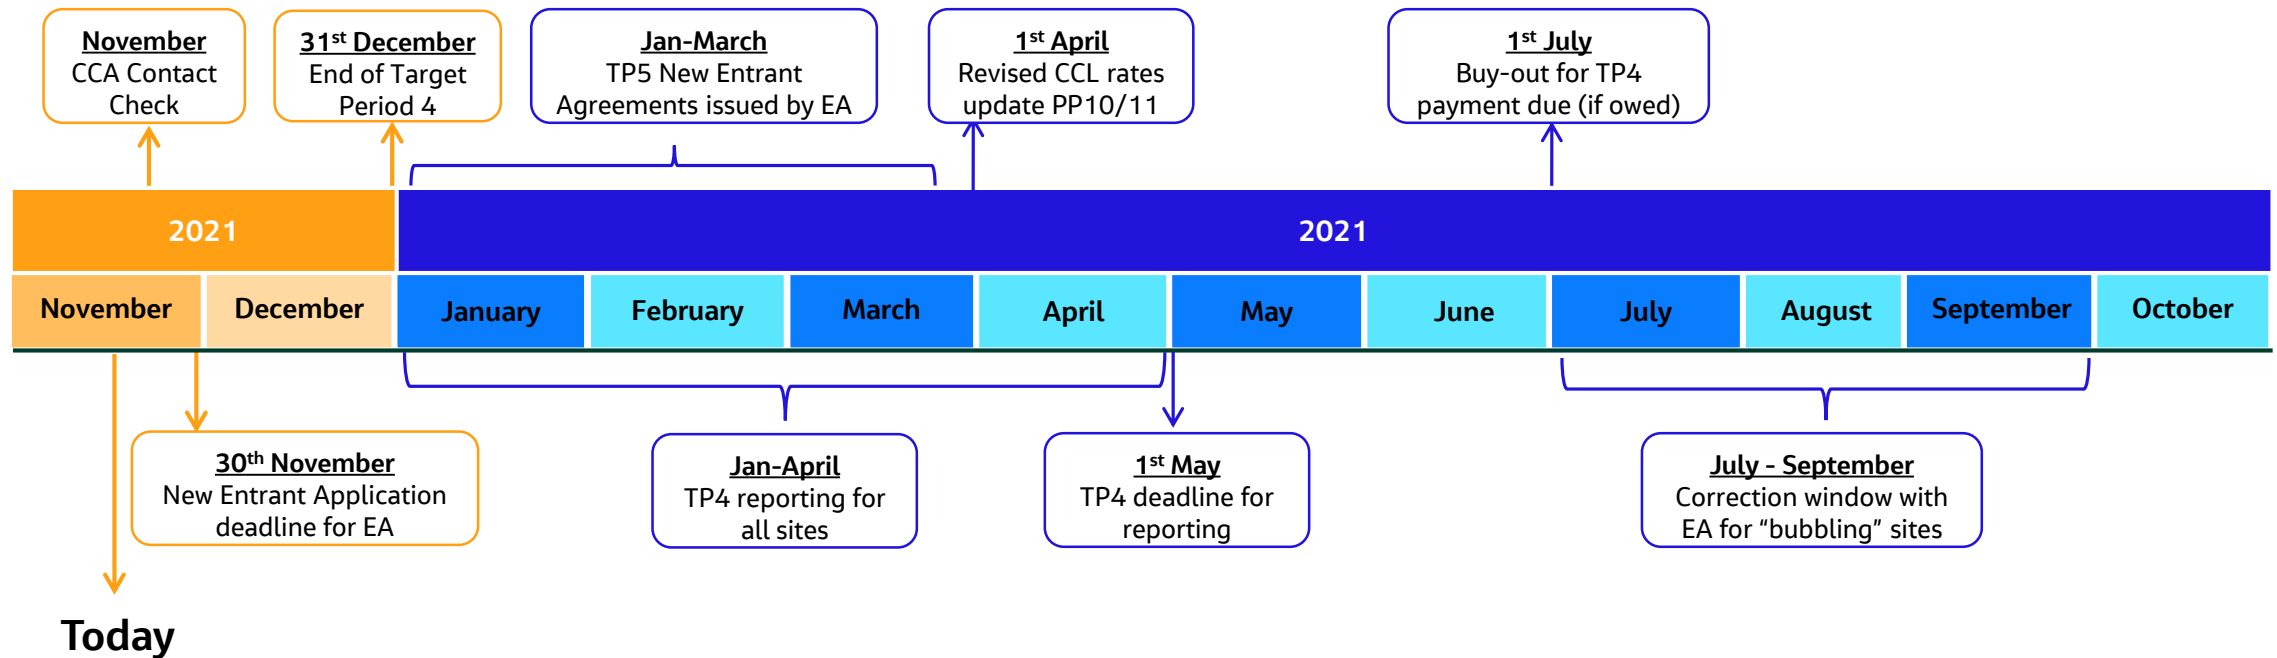 November
CCA Contact
Check
31st December
End of Target
Period 4
Jan-March
TP5 New Entrant
Agreements issued by EA
1st April
Revised CCL rates
update PP10/11
1st July
Buy-out for TP4
payment due (if owed)
2021
2021
November
December
January
February
March
April
May
June
July
August
September
October
30th November
New Entrant Application
deadline for EA
Jan-April
TP4 reporting for
all sites
1st May
TP4 deadline for
reporting
July - September
Correction window with
EA for “bubbling” sites
Today